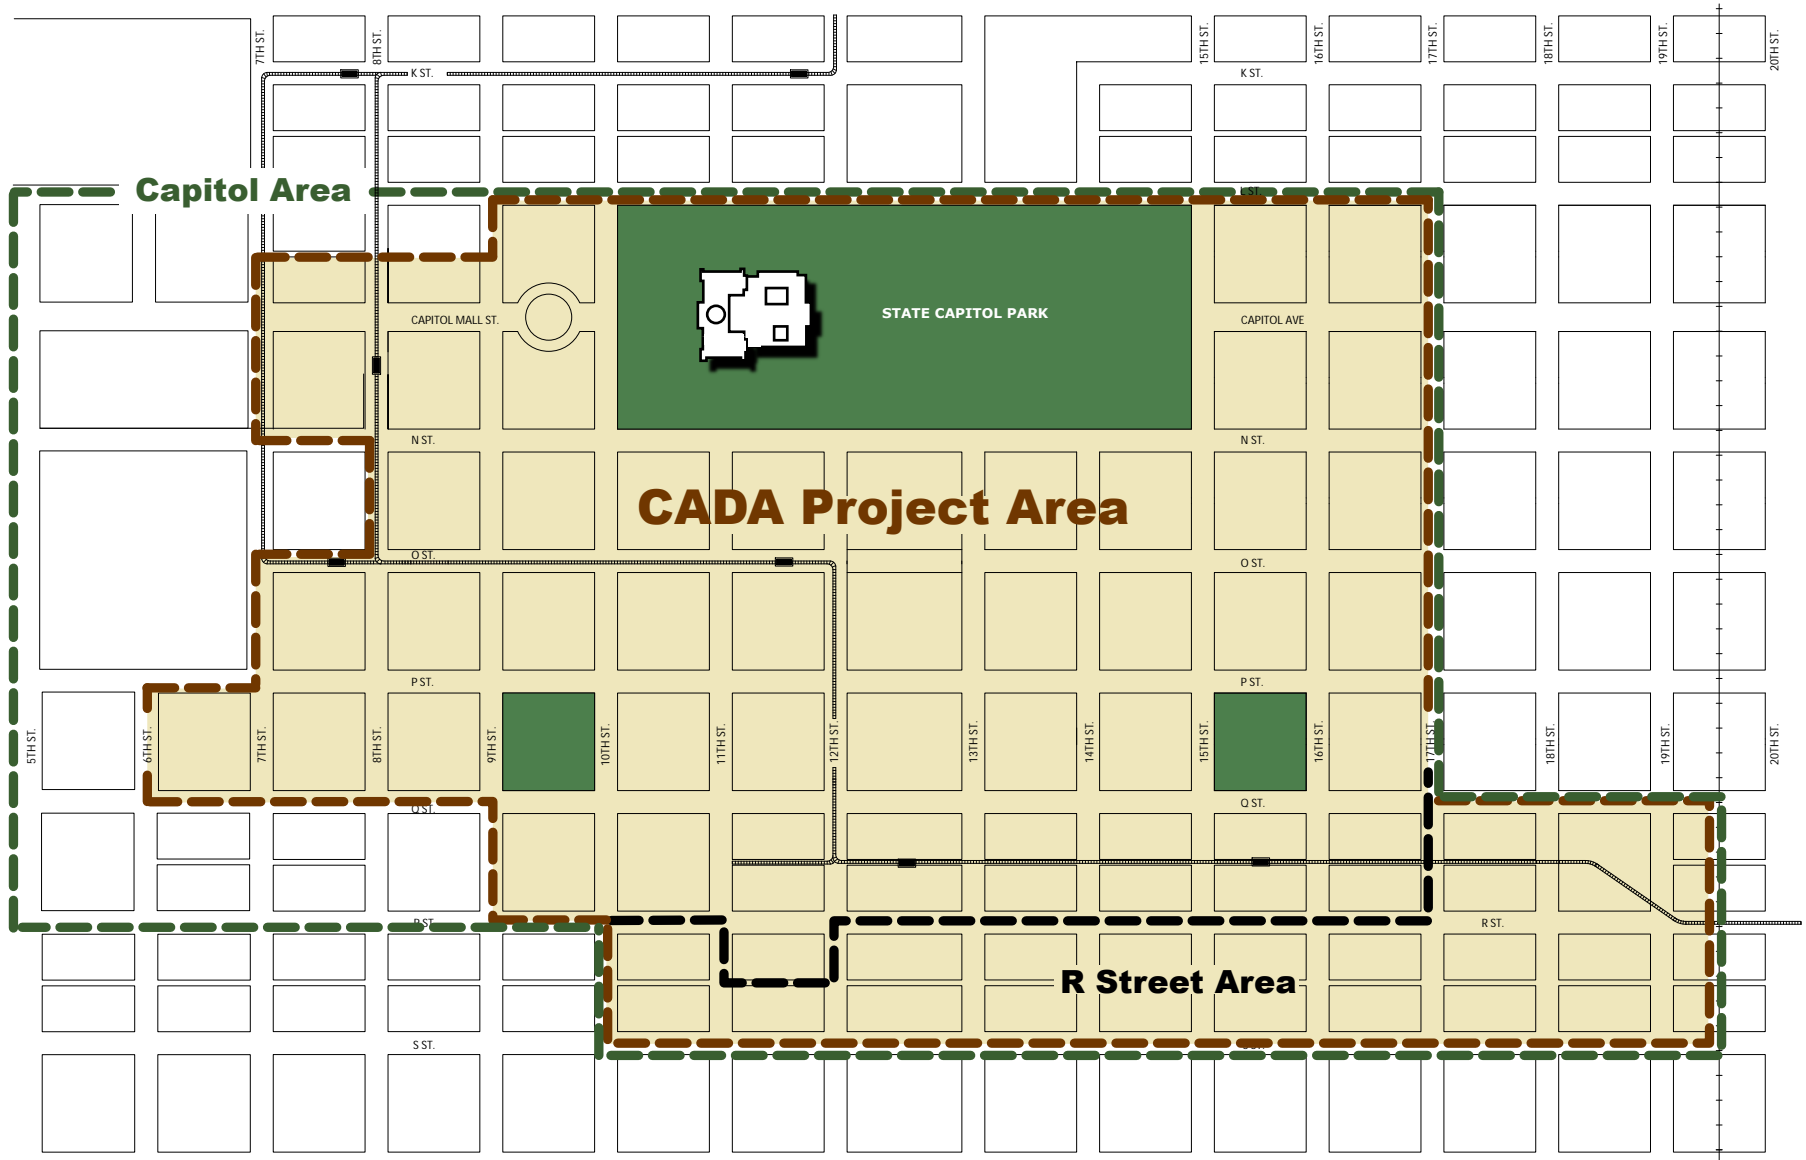 7TH ST.
8TH ST.
15TH ST.
16TH ST.
17TH ST.
18TH ST.
19TH ST.
20TH ST.
K ST.
K ST.
Capitol Area
L ST.
CAPITOL MALL ST.
STATE CAPITOL PARK
CAPITOL AVE
N ST.
N ST.
CADA Project Area
O ST.
O ST.
P ST.
P ST.
5TH ST.
6TH ST.
7TH ST.
8TH ST.
9TH ST.
10TH ST.
11TH ST.
12TH ST.
13TH ST.
14TH ST.
15TH ST.
16TH ST.
17TH ST.
18TH ST.
19TH ST.
20TH ST.
Q ST.
Q ST.
R ST.
R ST.
R Street Area
S ST.